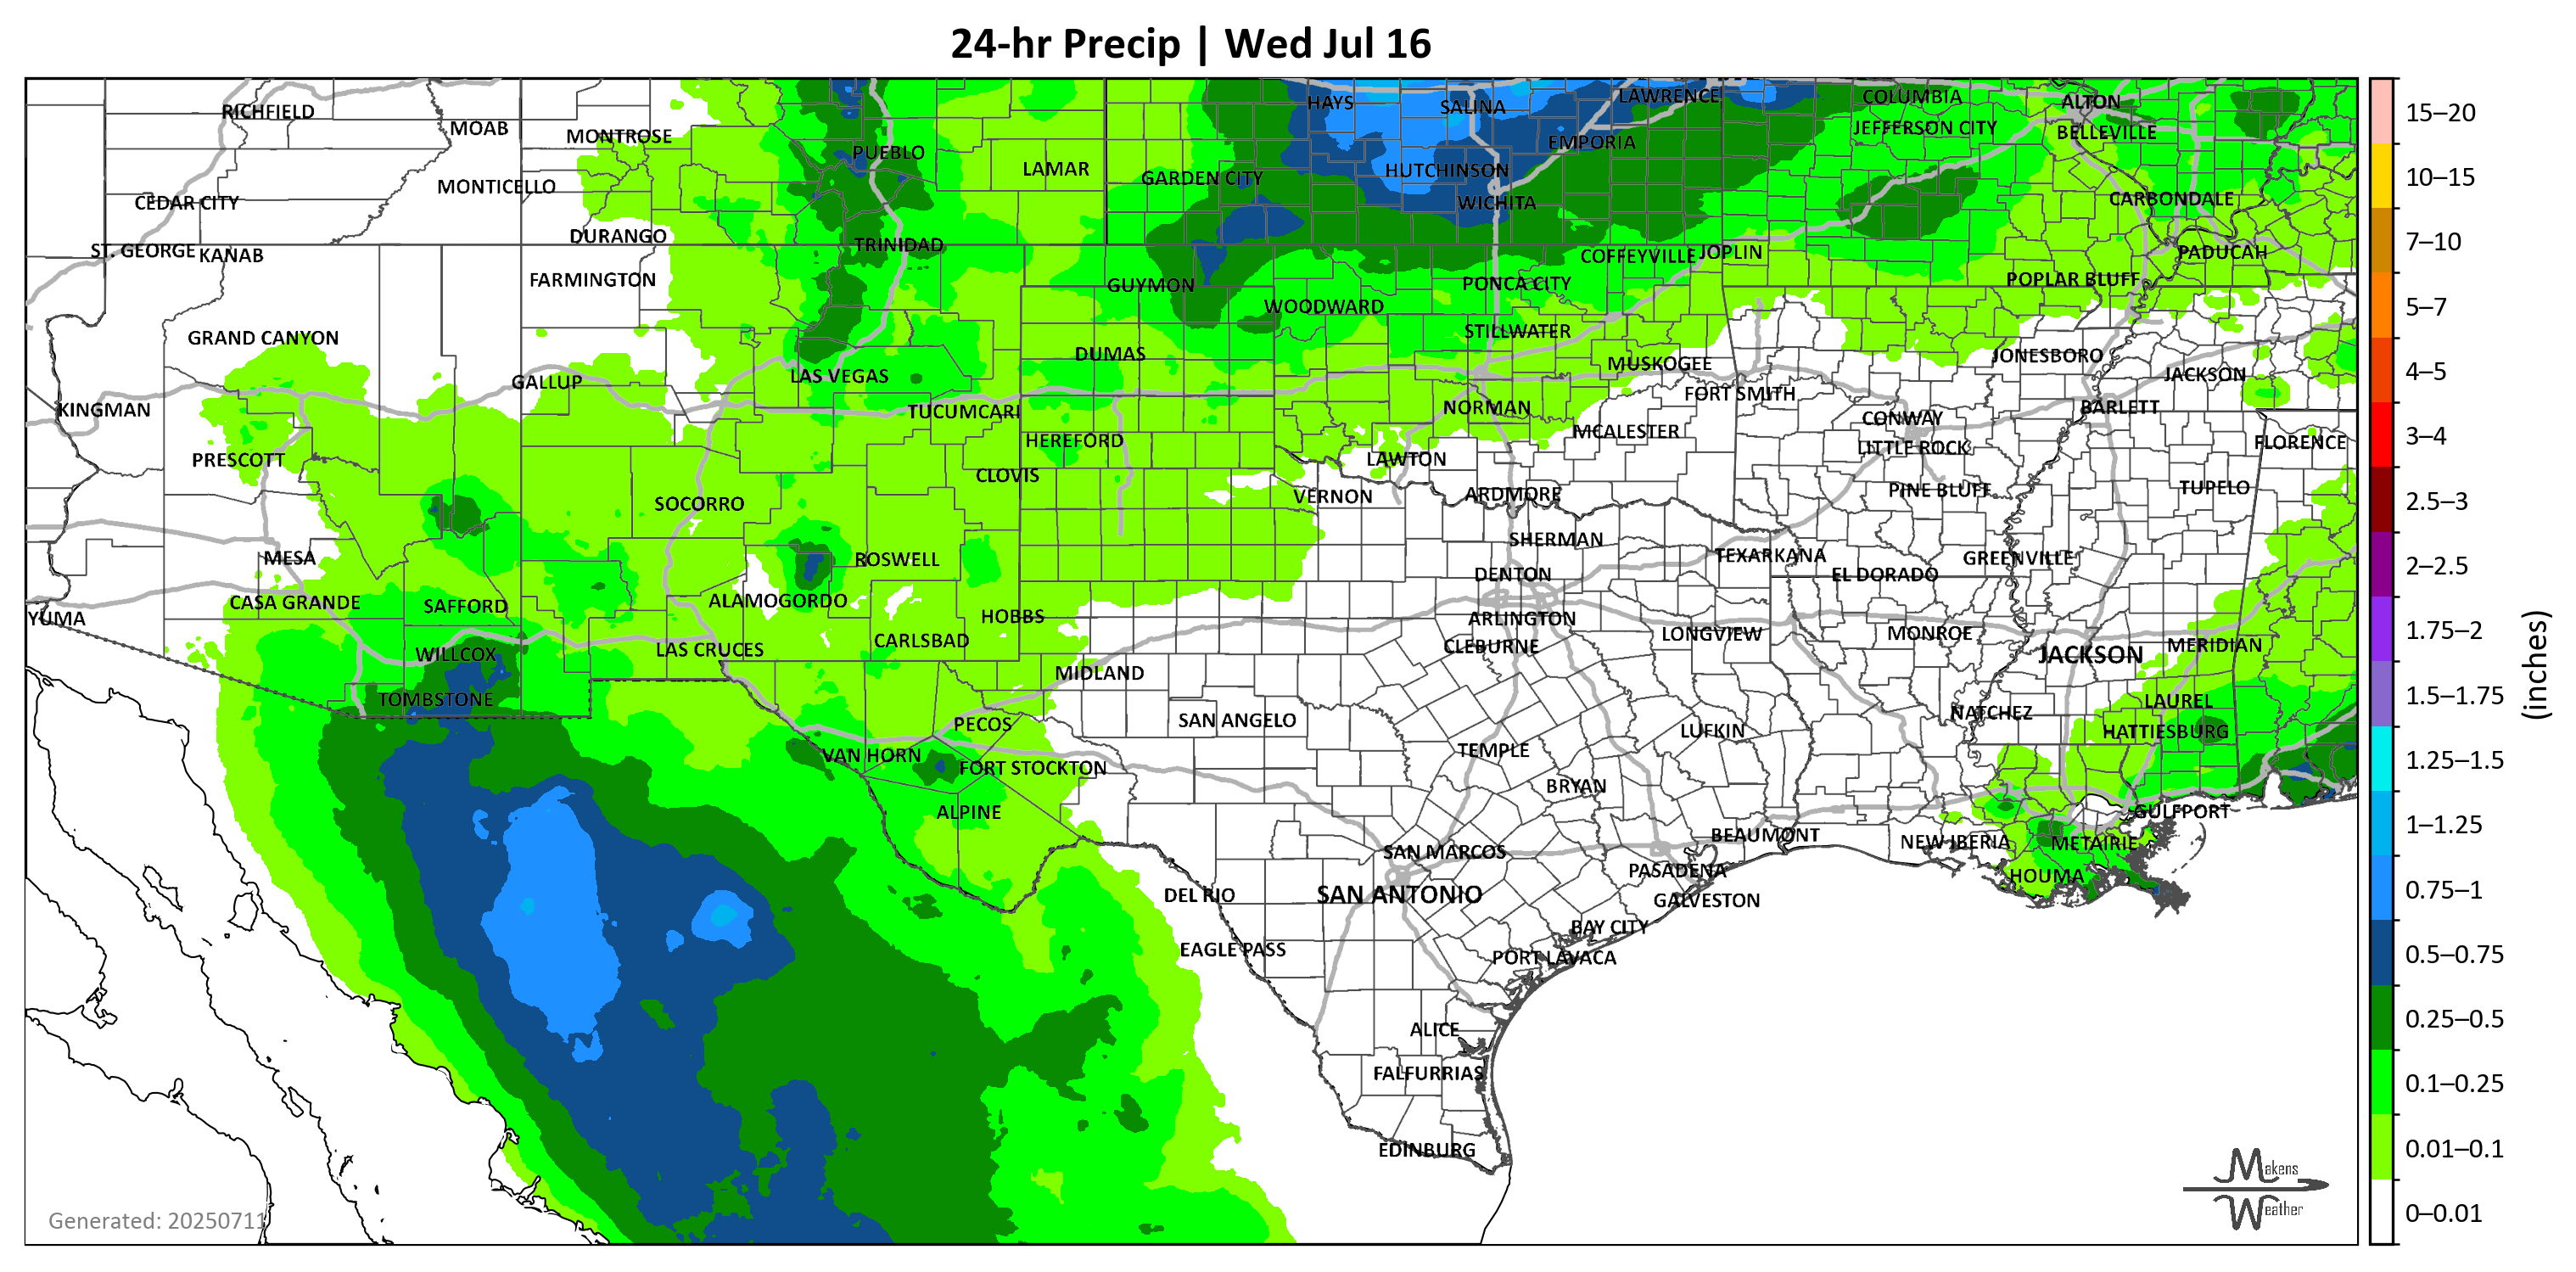 24-hr Precip | Wed Jul 16
RICHFIELD
MOAB
MONTROSE
PUEBLO
LAMAR
GARDEN CITY
HAYS
SALINA
LAWRENCE
EMPORIA
HUTCHINSON
WICHITA
COLUMBIA
JEFFERSON CITY
ALTON
BELLEVILLE
CARBONDALE
CEDAR CITY
MONTICELLO
ST. GEORGE
KANAB
DURANGO
TRINIDAD
FARMINGTON
GUYMON
WOODWARD
PONCA CITY
COFFEYVILLE
JOPLIN
POPLAR BLUFF
PADUCAH
GRAND CANYON
GALLUP
LAS VEGAS
DUMAS
STILLWATER
MUSKOGEE
FORT SMITH
JONESBORO
JACKSON
KINGMAN
TUCUMCARI
NORMAN
MCALESTER
CONWAY
LITTLE ROCK
BARLETT
FLORENCE
PRESCOTT
HEREFORD
CLOVIS
LAWTON
VERNON
ARDMORE
PINE BLUFF
TUPELO
SOCORRO
MESA
ROSWELL
SHERMAN
DENTON
TEXARKANA
EL DORADO
GREENVILLE
YUMA
CASA GRANDE
SAFFORD
ALAMOGORDO
HOBBS
ARLINGTON
CLEBURNE
LONGVIEW
MONROE
JACKSON
MERIDIAN
WILLCOX
LAS CRUCES
CARLSBAD
MIDLAND
TOMBSTONE
PECOS
SAN ANGELO
TEMPLE
LUFKIN
NATCHEZ
LAUREL
HATTIESBURG
VAN HORN
FORT STOCKTON
BRYAN
ALPINE
BEAUMONT
NEW IBERIA
GULFPORT
METAIRIE
HOUMA
SAN MARCOS
PASADENA
DEL RIO
SAN ANTONIO
GALVESTON
EAGLE PASS
BAY CITY
PORT LAVACA
ALICE
FALFURRIAS
EDINBURG
Generated: 20250711
Makens
Weather
15–20
10–15
7–10
5–7
4–5
3–4
2.5–3
2–2.5
1.75–2
1.5–1.75
1.25–1.5
1–1.25
0.75–1
0.5–0.75
0.25–0.5
0.1–0.25
0.01–0.1
0–0.01
(inches)